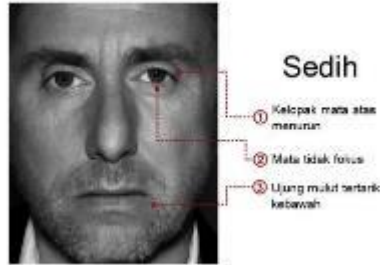 Sedih
① Kelopak mata atas
menurun
② Mata tidak fokus
③ Ujung mulut tertarik
kebawah